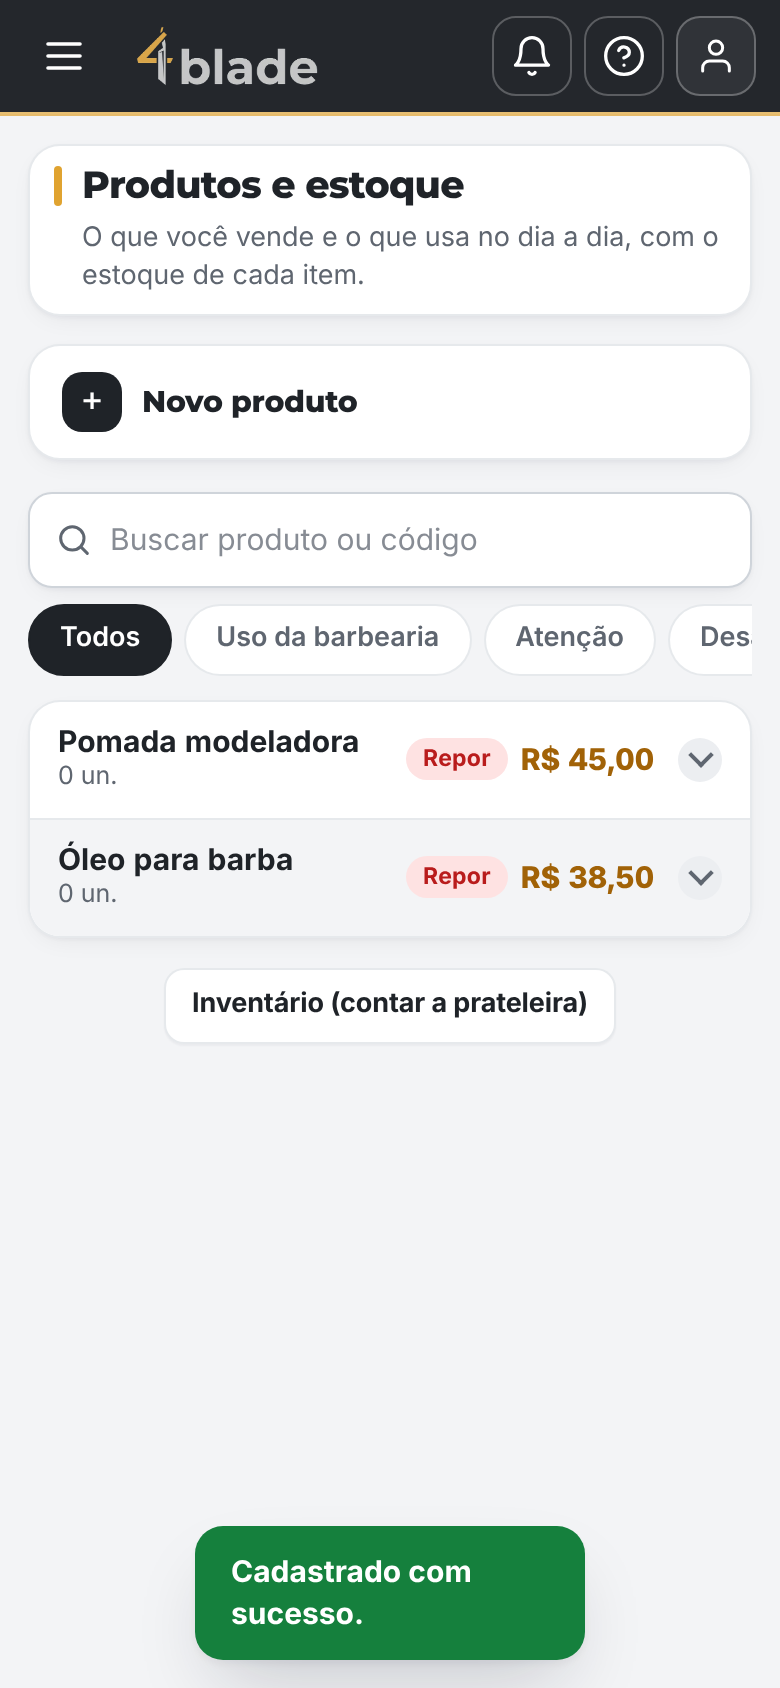 4blade
Produtos e estoque
O que você vende e o que usa no dia a dia, com o
estoque de cada item.
+ Novo produto
Buscar produto ou código
Todos Uso da barbearia Atenção Des
Pomada modeladora
0 un.
Repor R$ 45,00
Óleo para barba
0 un.
Repor R$ 38,50
Inventário (contar a prateleira)
Cadastrado com
sucesso.